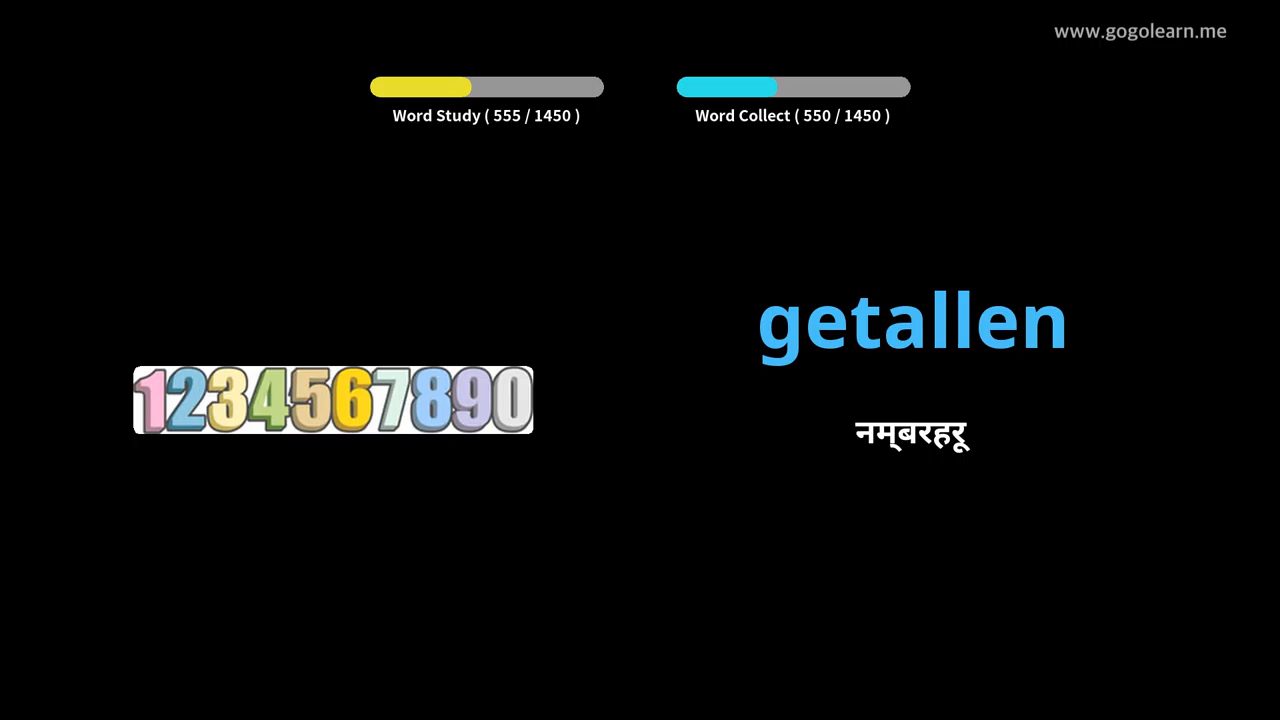 www.gogolearn.me
Word Study ( 555 / 1450 )
Word Collect ( 550 / 1450 )
getallen
1234567890
नम्बरहरू